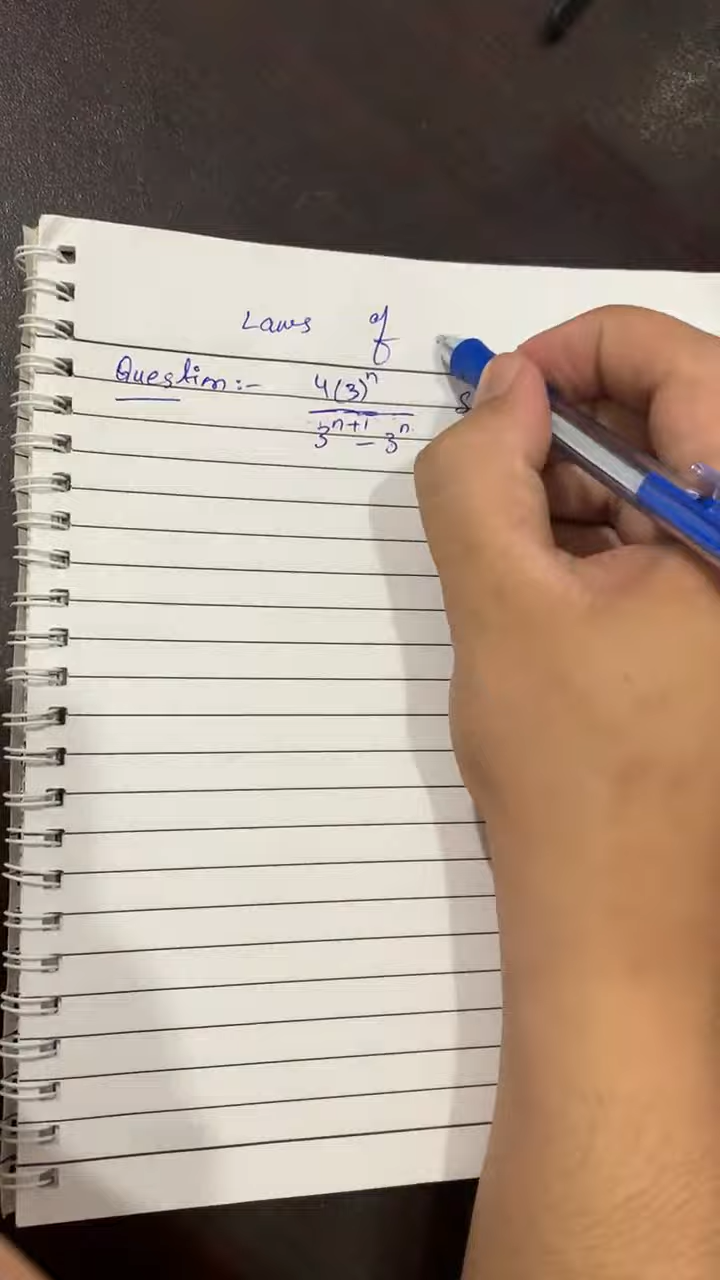 Laws of
Question:- 4(3)^n / 3^{n+1} - 3^n